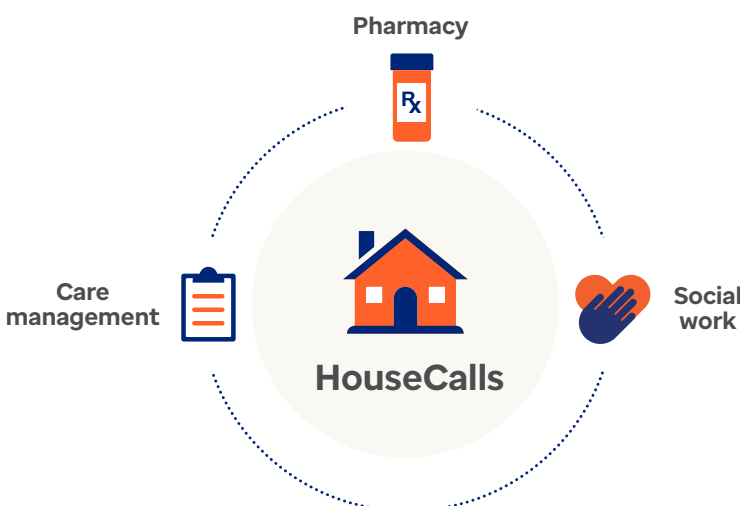 Pharmacy
Rx
Care
management
Social
work
HouseCalls